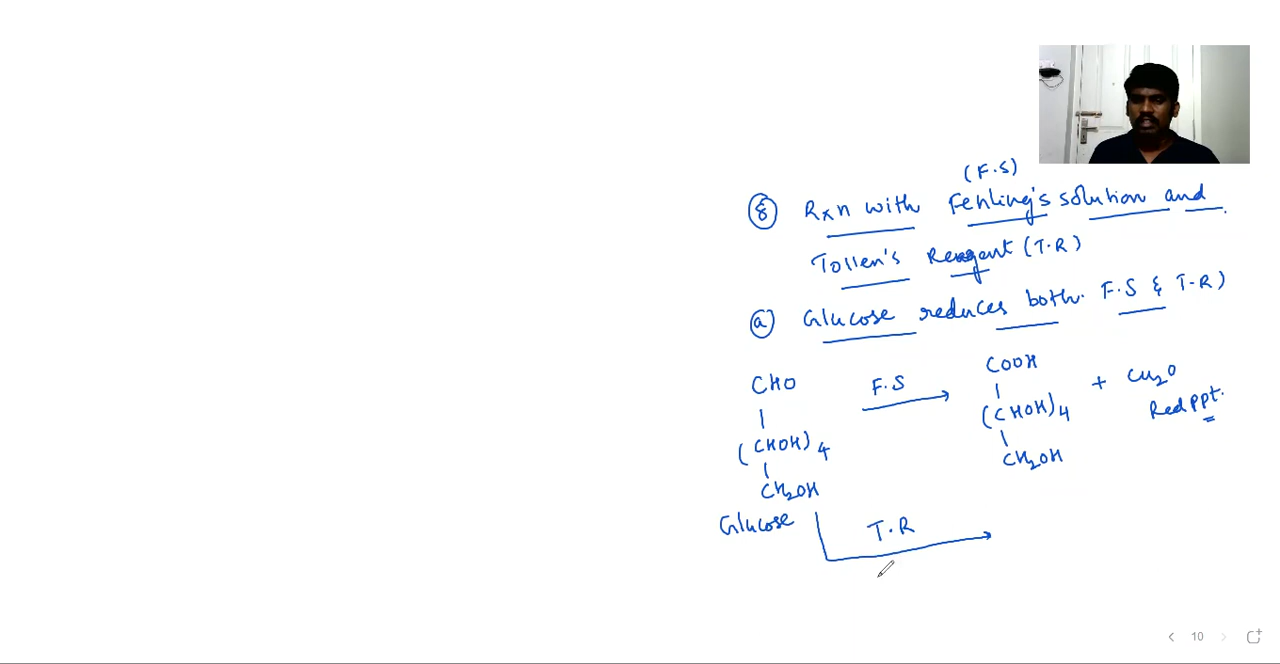 (F.S)
⑧ Rxn with Fehling's solution and
Tollen's Reagent (T.R)
ⓐ Glucose reduces both F.S & T.R)
CHO F.S COOH + Cu2O
(CHOH)4 (CHOH)4 Red ppt.
CH2OH CH2OH
Glucose T.R
10